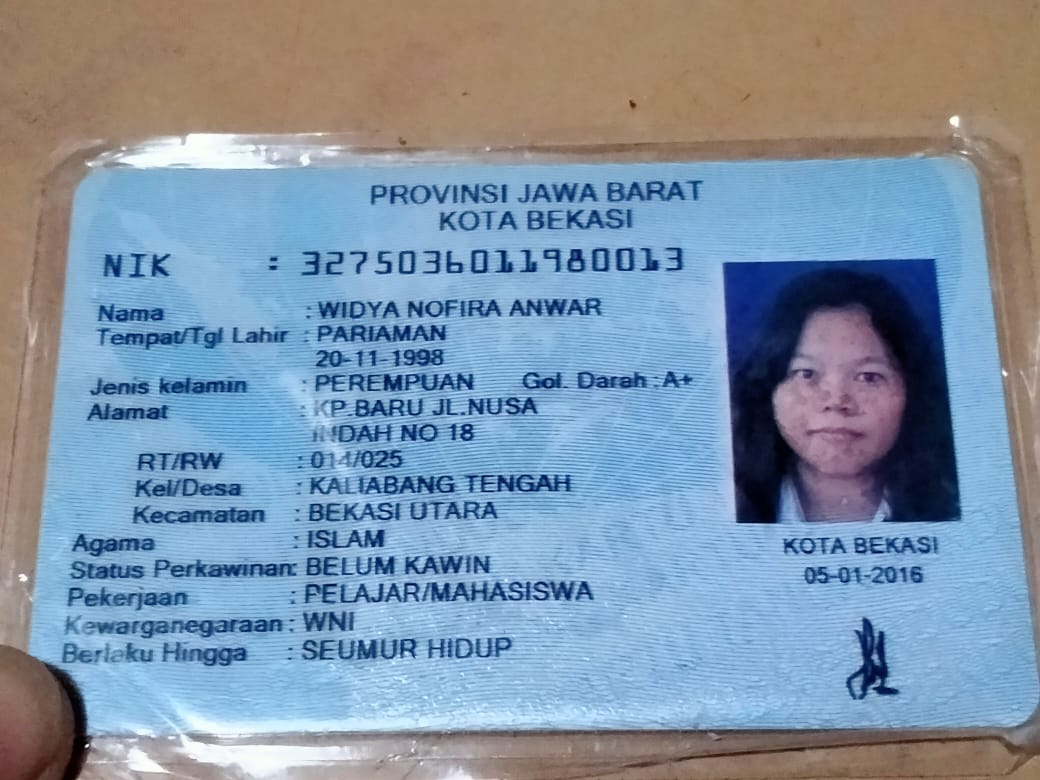 PROVINSI JAWA BARAT
KOTA BEKASI
NIK : 3275036011980013
Nama : WIDYA NOFIRA ANWAR
Tempat/Tgl Lahir : PARIAMAN
20-11-1998
Jenis kelamin : PEREMPUAN Gol. Darah : A+
Alamat : KP.BARU JL.NUSA
INDAH NO 18
RT/RW : 014/025
Kel/Desa : KALIABANG TENGAH
Kecamatan : BEKASI UTARA
Agama : ISLAM
Status Perkawinan: BELUM KAWIN
Pekerjaan : PELAJAR/MAHASISWA
Kewarganegaraan : WNI
Berlaku Hingga : SEUMUR HIDUP
KOTA BEKASI
05-01-2016